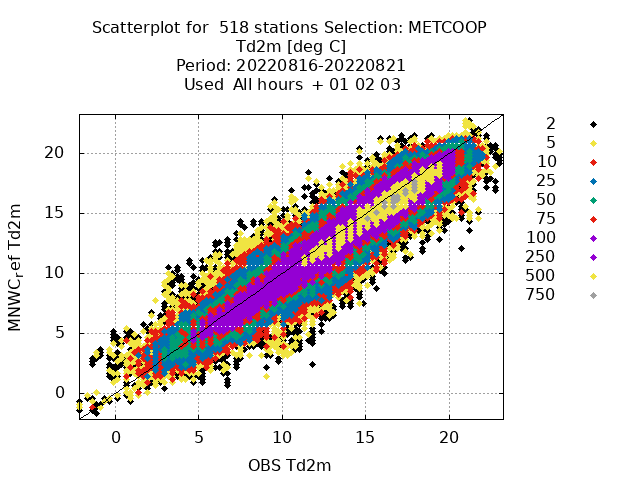 Scatterplot for  518 stations Selection: METCOOP
Td2m [deg C]
Period: 20220816-20220821
Used  All hours  + 01 02 03
2
5
10
25
50
75
100
250
500
750
20
15
10
5
0
MNWC,ef Td2m
0 5 10 15 20
OBS Td2m